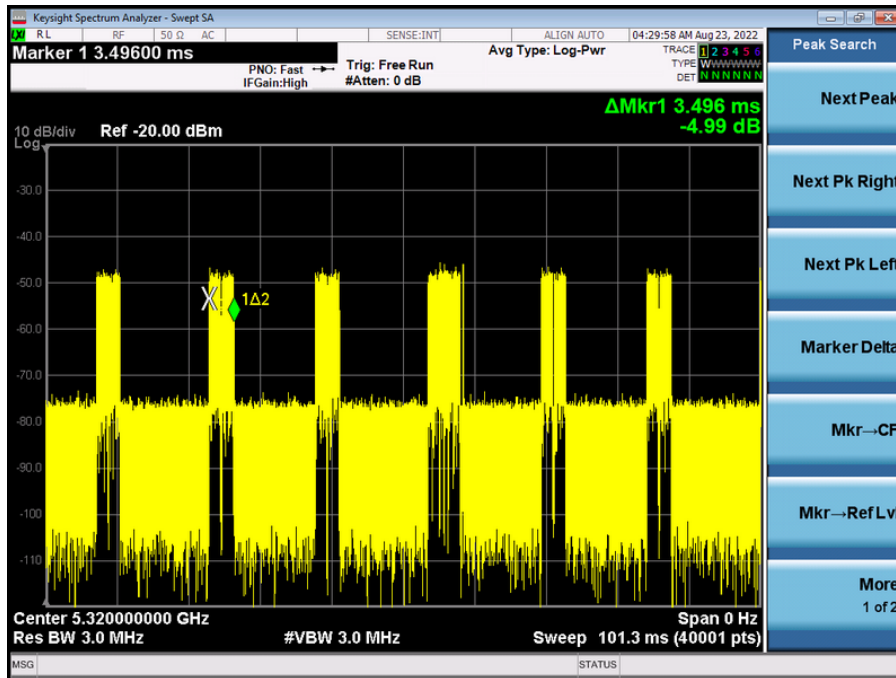 Keysight Spectrum Analyzer - Swept SA
LXI RL RF 50 Ω AC SENSE:INT ALIGN AUTO 04:29:58 AM Aug 23, 2022
Marker 1 3.49600 ms
PNO: Fast
IFGain:High
Trig: Free Run
#Atten: 0 dB
Avg Type: Log-Pwr
TRACE 1 2 3 4 5 6
TYPE W
DET N N N N N N
ΔMkr1 3.496 ms
-4.99 dB
10 dB/div Ref -20.00 dBm
Log
-30.0
-40.0
-50.0
-60.0
-70.0
-80.0
-90.0
-100
-110
X 1Δ2
Center 5.320000000 GHz Span 0 Hz
Res BW 3.0 MHz #VBW 3.0 MHz Sweep 101.3 ms (40001 pts)
MSG STATUS
Peak Search
Next Peak
Next Pk Right
Next Pk Left
Marker Delta
Mkr→CF
Mkr→Ref Lvl
More
1 of 2